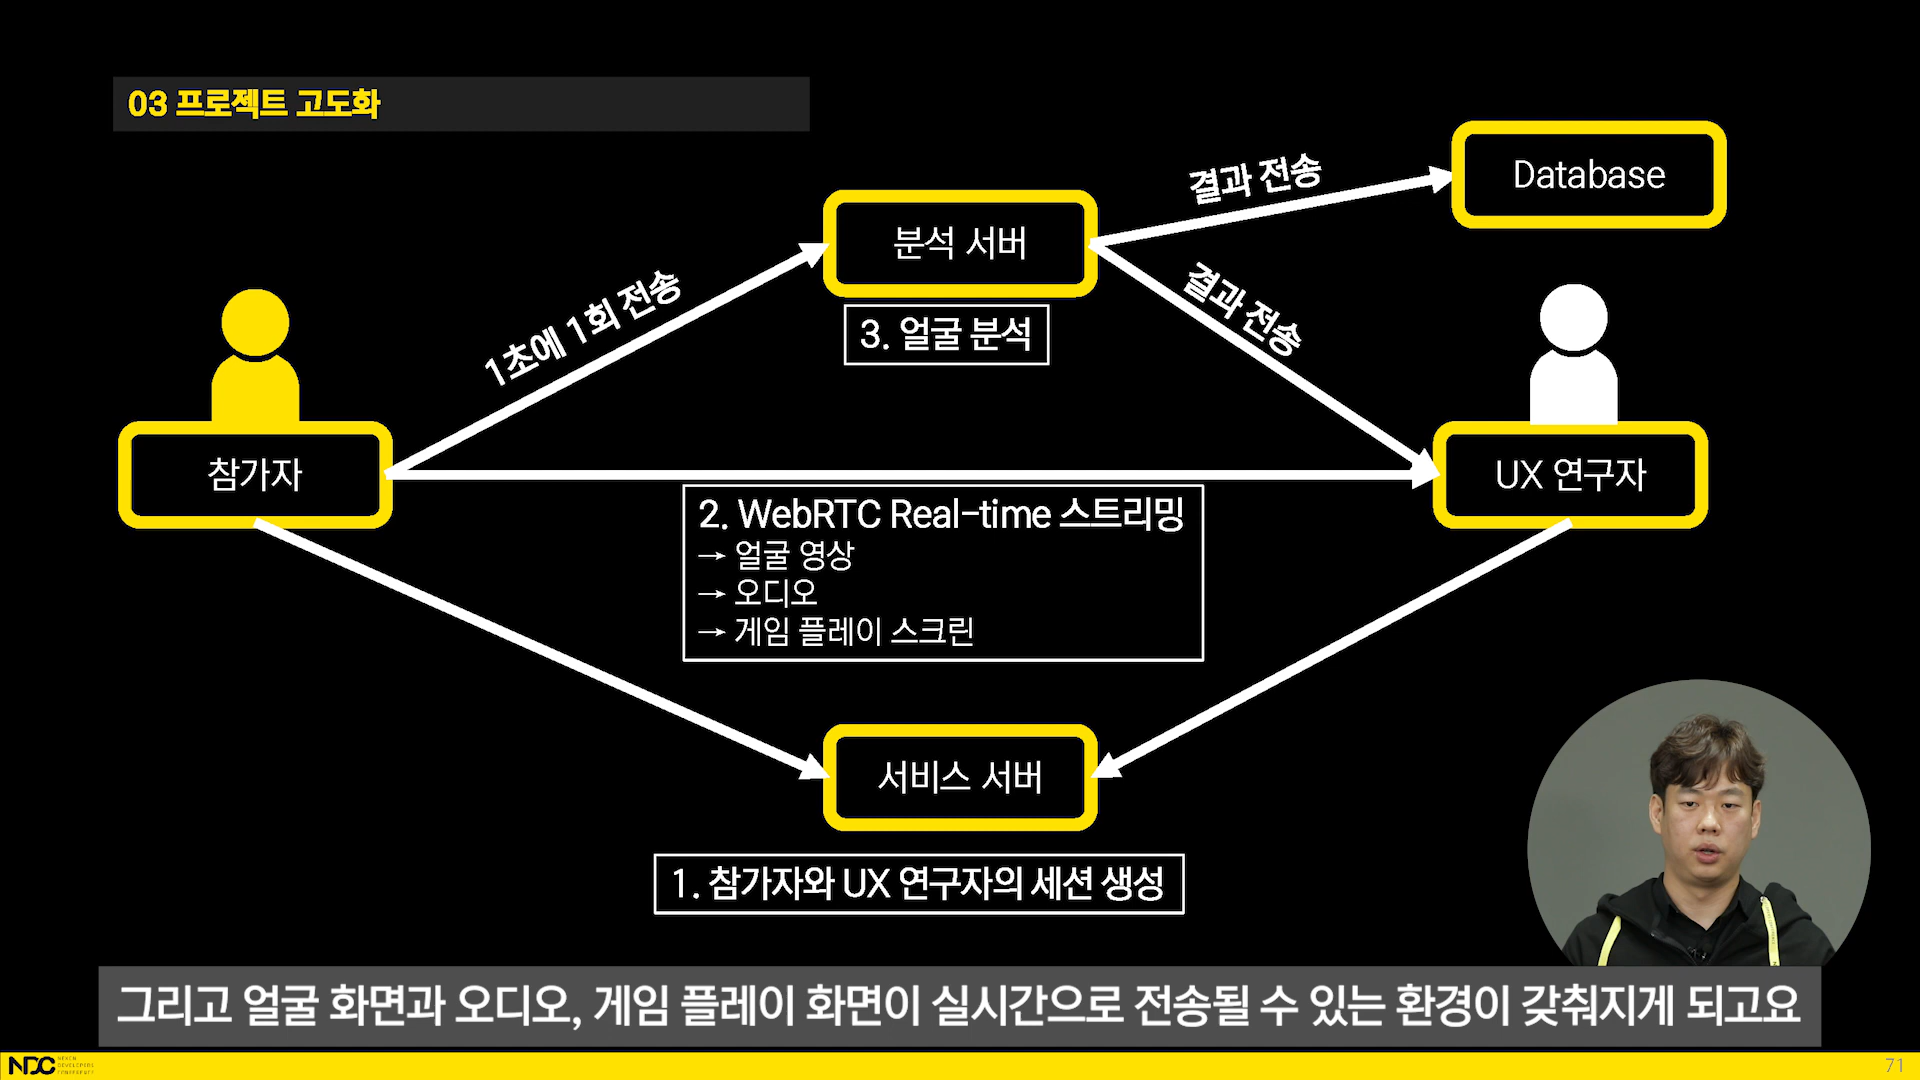 03 프로젝트 고도화
Database
결과 전송
분석 서버
결과 전송
1초에 1회 전송
3. 얼굴 분석
참가자
UX 연구자
2. WebRTC Real-time 스트리밍
→ 얼굴 영상
→ 오디오
→ 게임 플레이 스크린
서비스 서버
1. 참가자와 UX 연구자의 세션 생성
그리고 얼굴 화면과 오디오, 게임 플레이 화면이 실시간으로 전송될 수 있는 환경이 갖춰지게 되고요
NDC
NEXON
DEVELOPERS
CONFERENCE
71